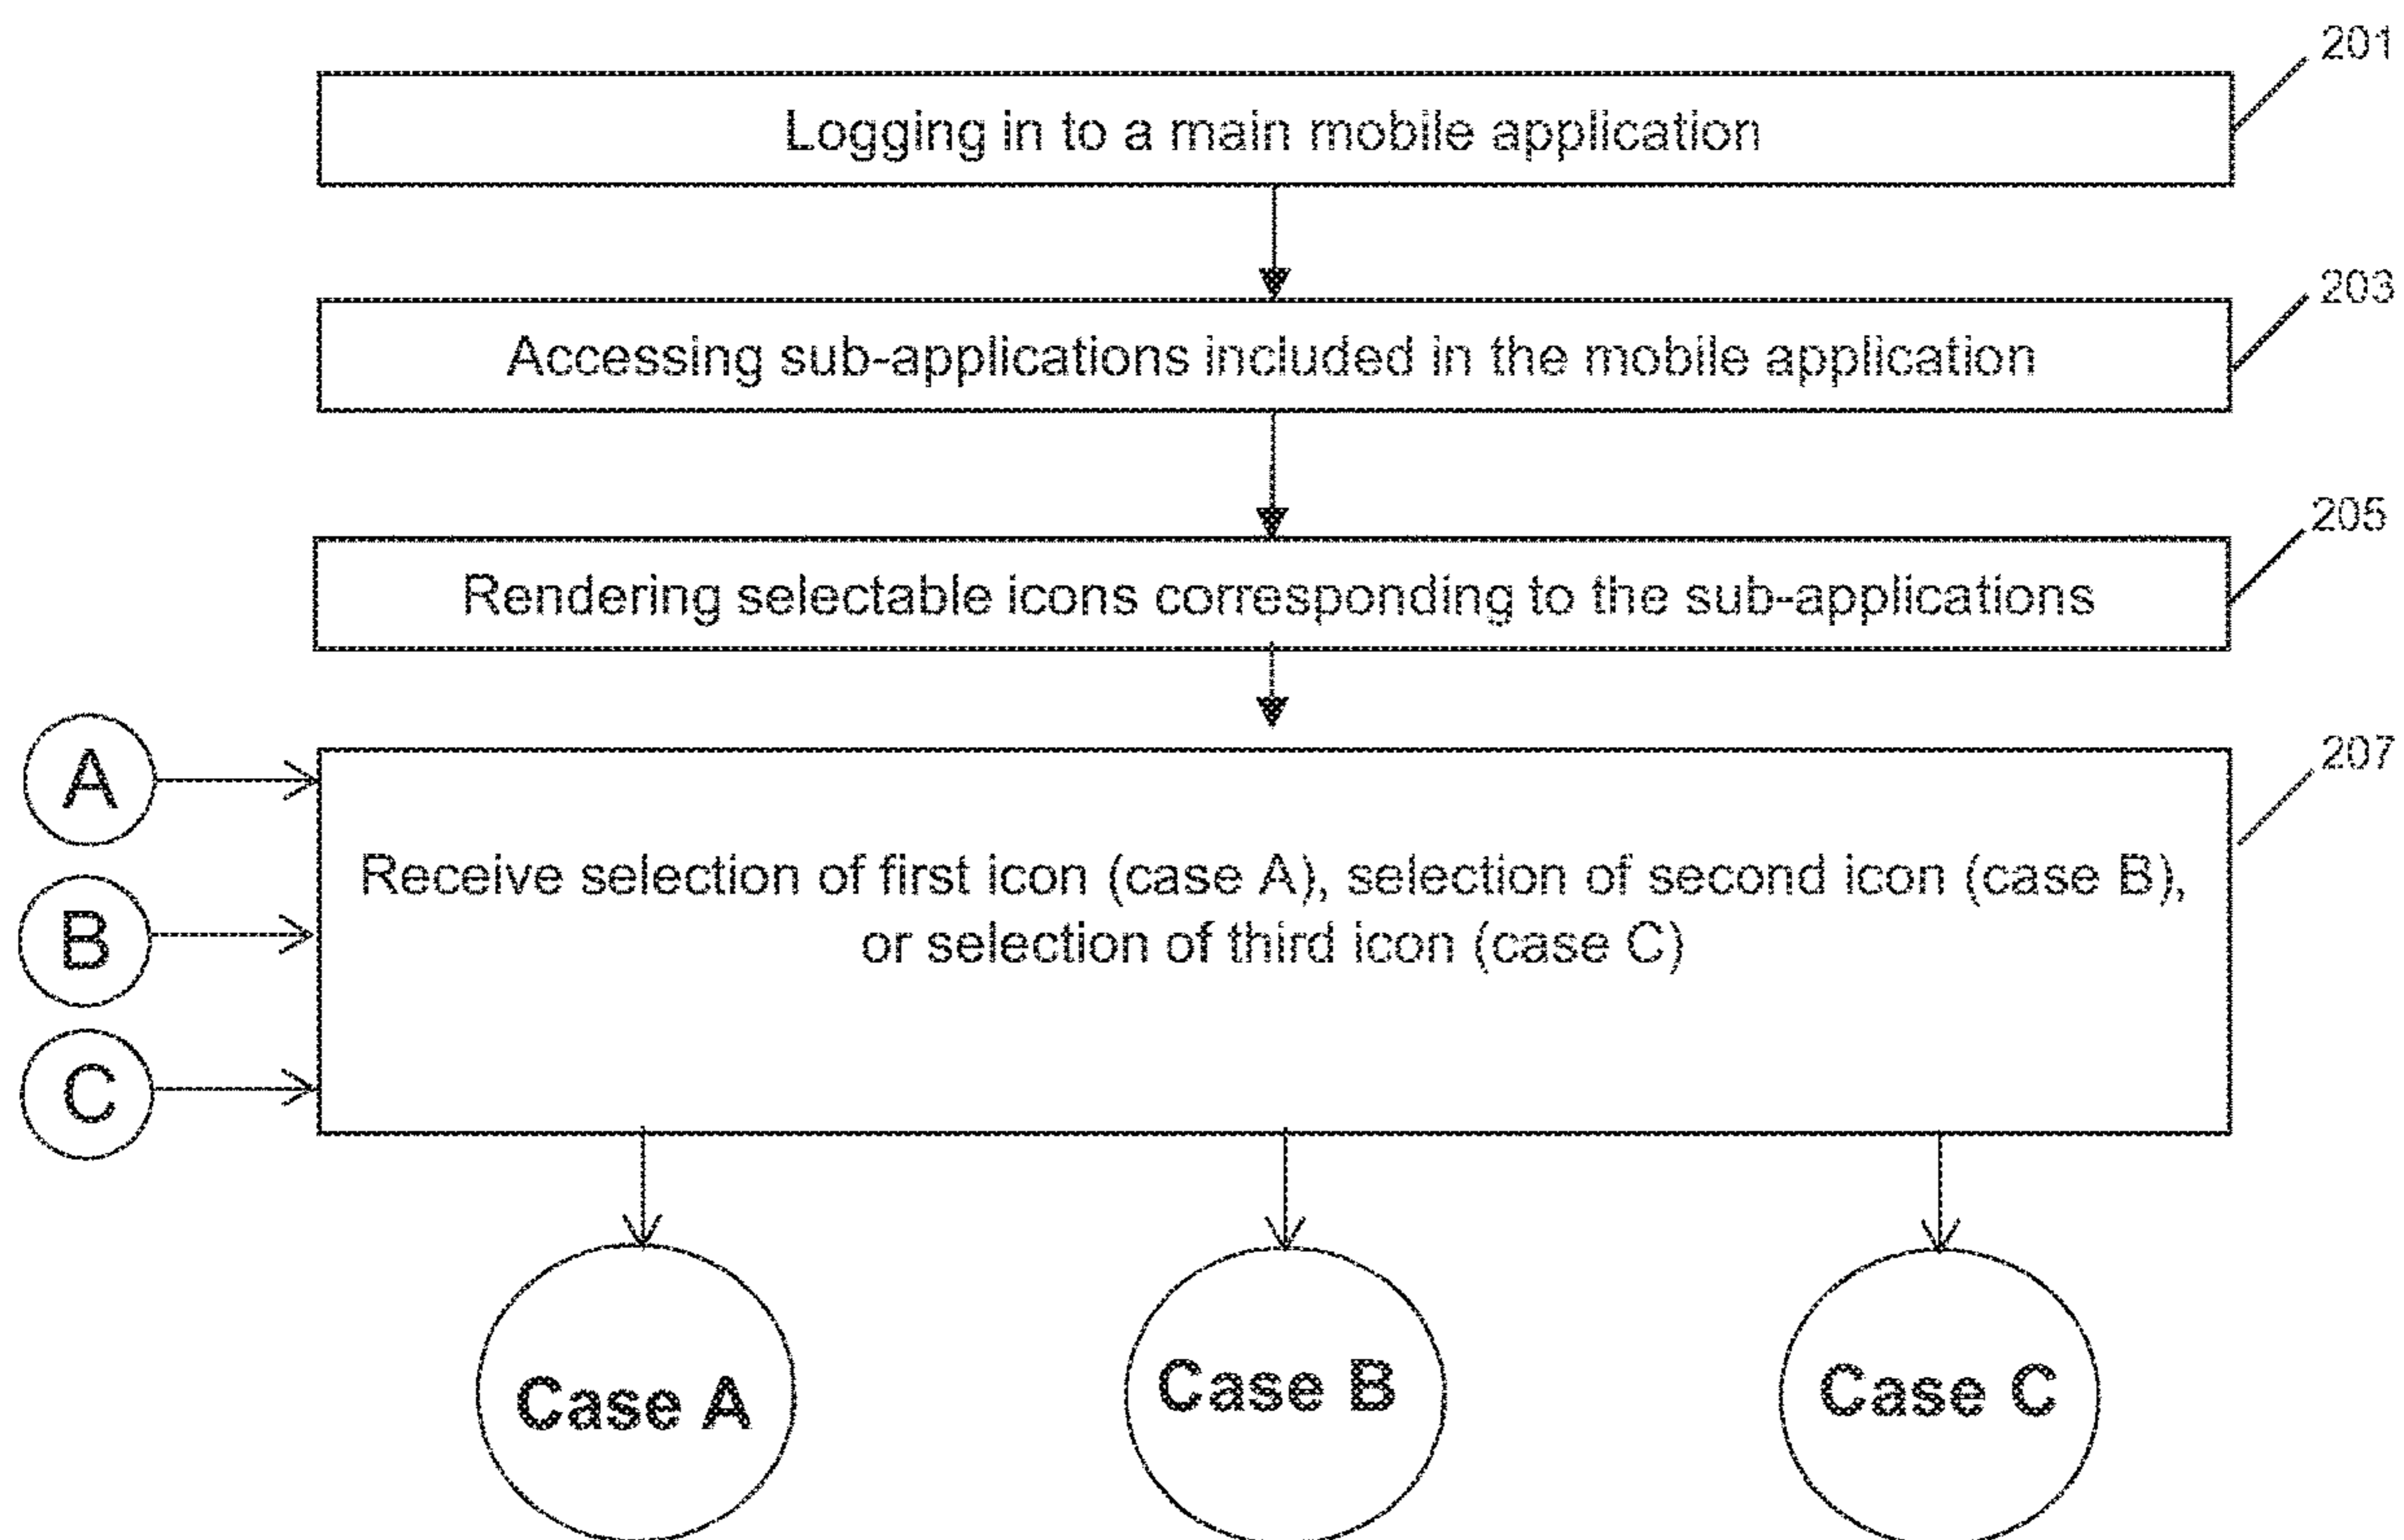 201
Logging in to a main mobile application
203
Accessing sub-applications included in the mobile application
205
Rendering selectable icons corresponding to the sub-applications
207
A
B
C
Receive selection of first icon (case A), selection of second icon (case B),
or selection of third icon (case C)
Case A
Case B
Case C